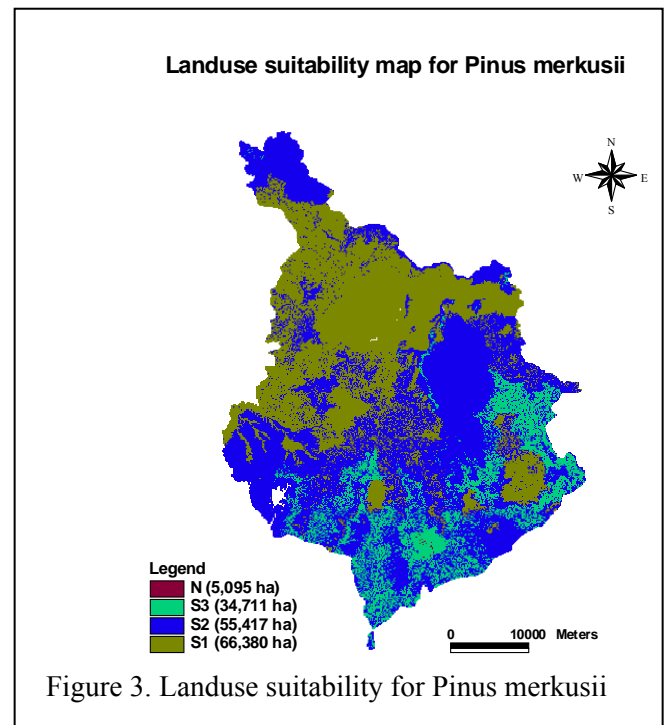 Landuse suitability map for Pinus merkusii
N
W E
S
Legend
N (5,095 ha)
S3 (34,711 ha)
S2 (55,417 ha)
S1 (66,380 ha)
0 10000 Meters
Figure 3. Landuse suitability for Pinus merkusii